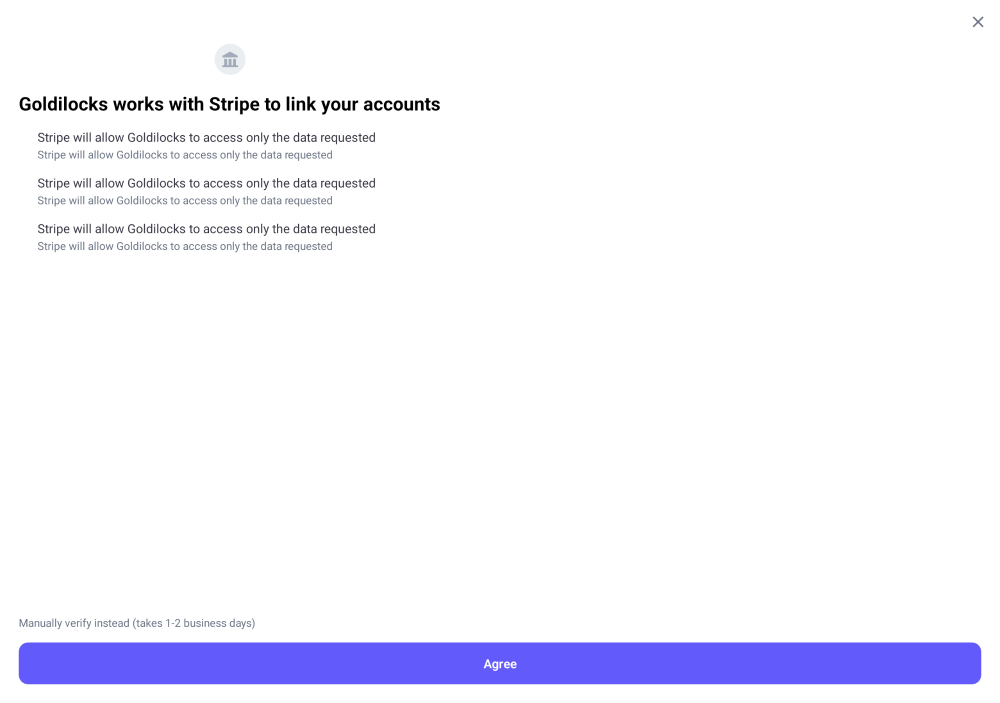 Goldilocks works with Stripe to link your accounts
Stripe will allow Goldilocks to access only the data requested
Stripe will allow Goldilocks to access only the data requested
Stripe will allow Goldilocks to access only the data requested
Stripe will allow Goldilocks to access only the data requested
Stripe will allow Goldilocks to access only the data requested
Stripe will allow Goldilocks to access only the data requested
Manually verify instead (takes 1-2 business days)
Agree